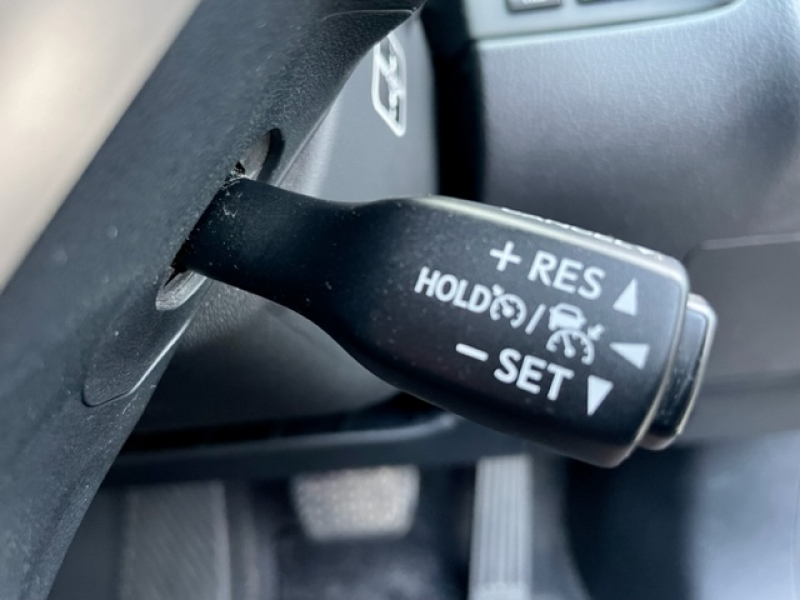 + RES ▲
HOLD / ◀
− SET ▼